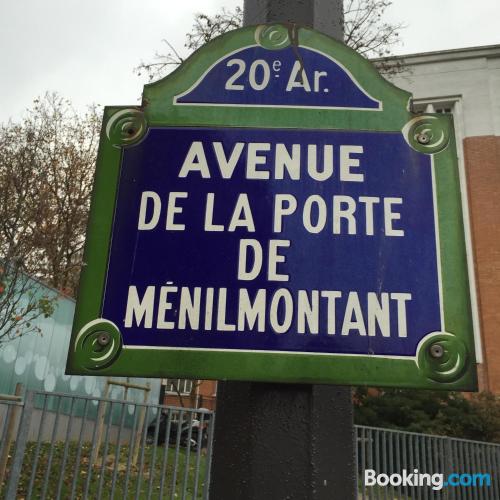 20e Ar.
AVENUE
DE LA PORTE
DE
MÉNILMONTANT
Booking.com